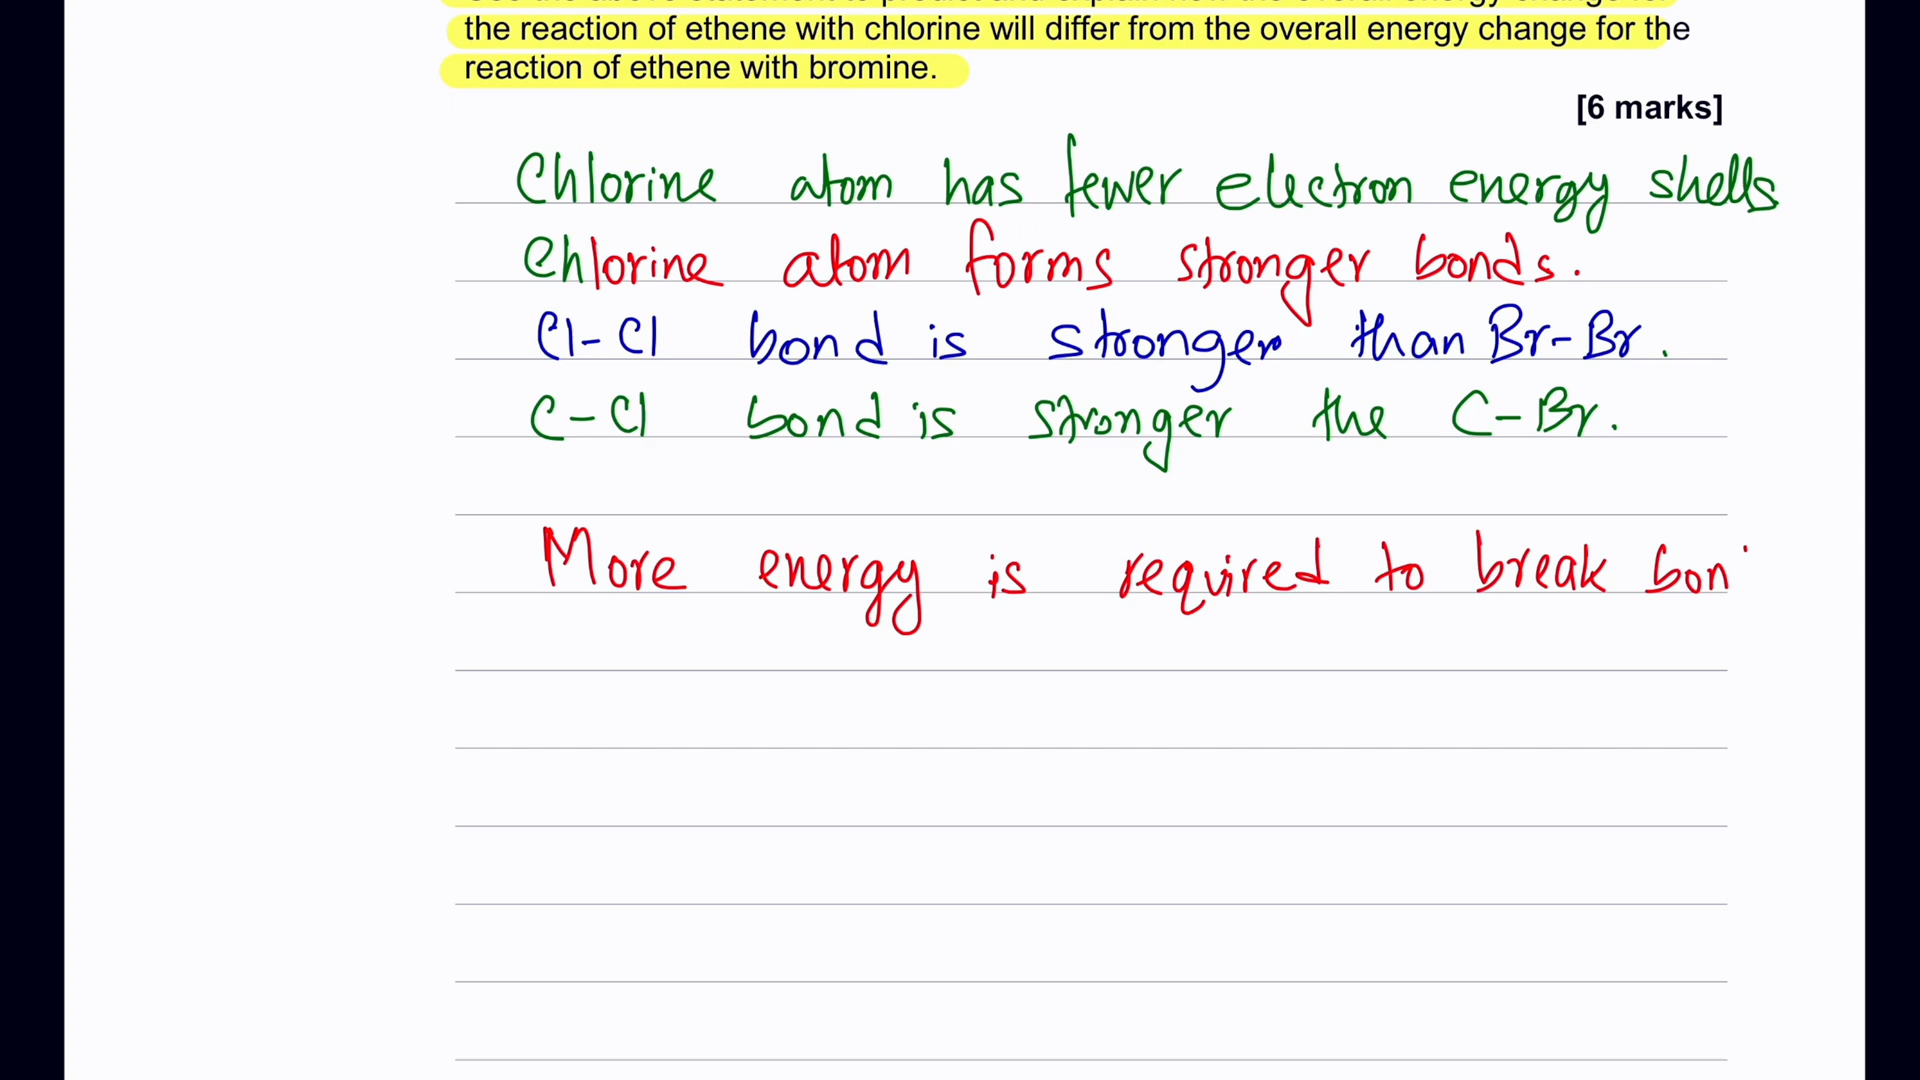 the reaction of ethene with chlorine will differ from the overall energy change for the
reaction of ethene with bromine.
[6 marks]
Chlorine atom has fewer electron energy shells
Chlorine atom forms stronger bonds.
Cl-Cl bond is stronger than Br-Br.
C-Cl bond is stronger the C-Br.
More energy is required to break bon